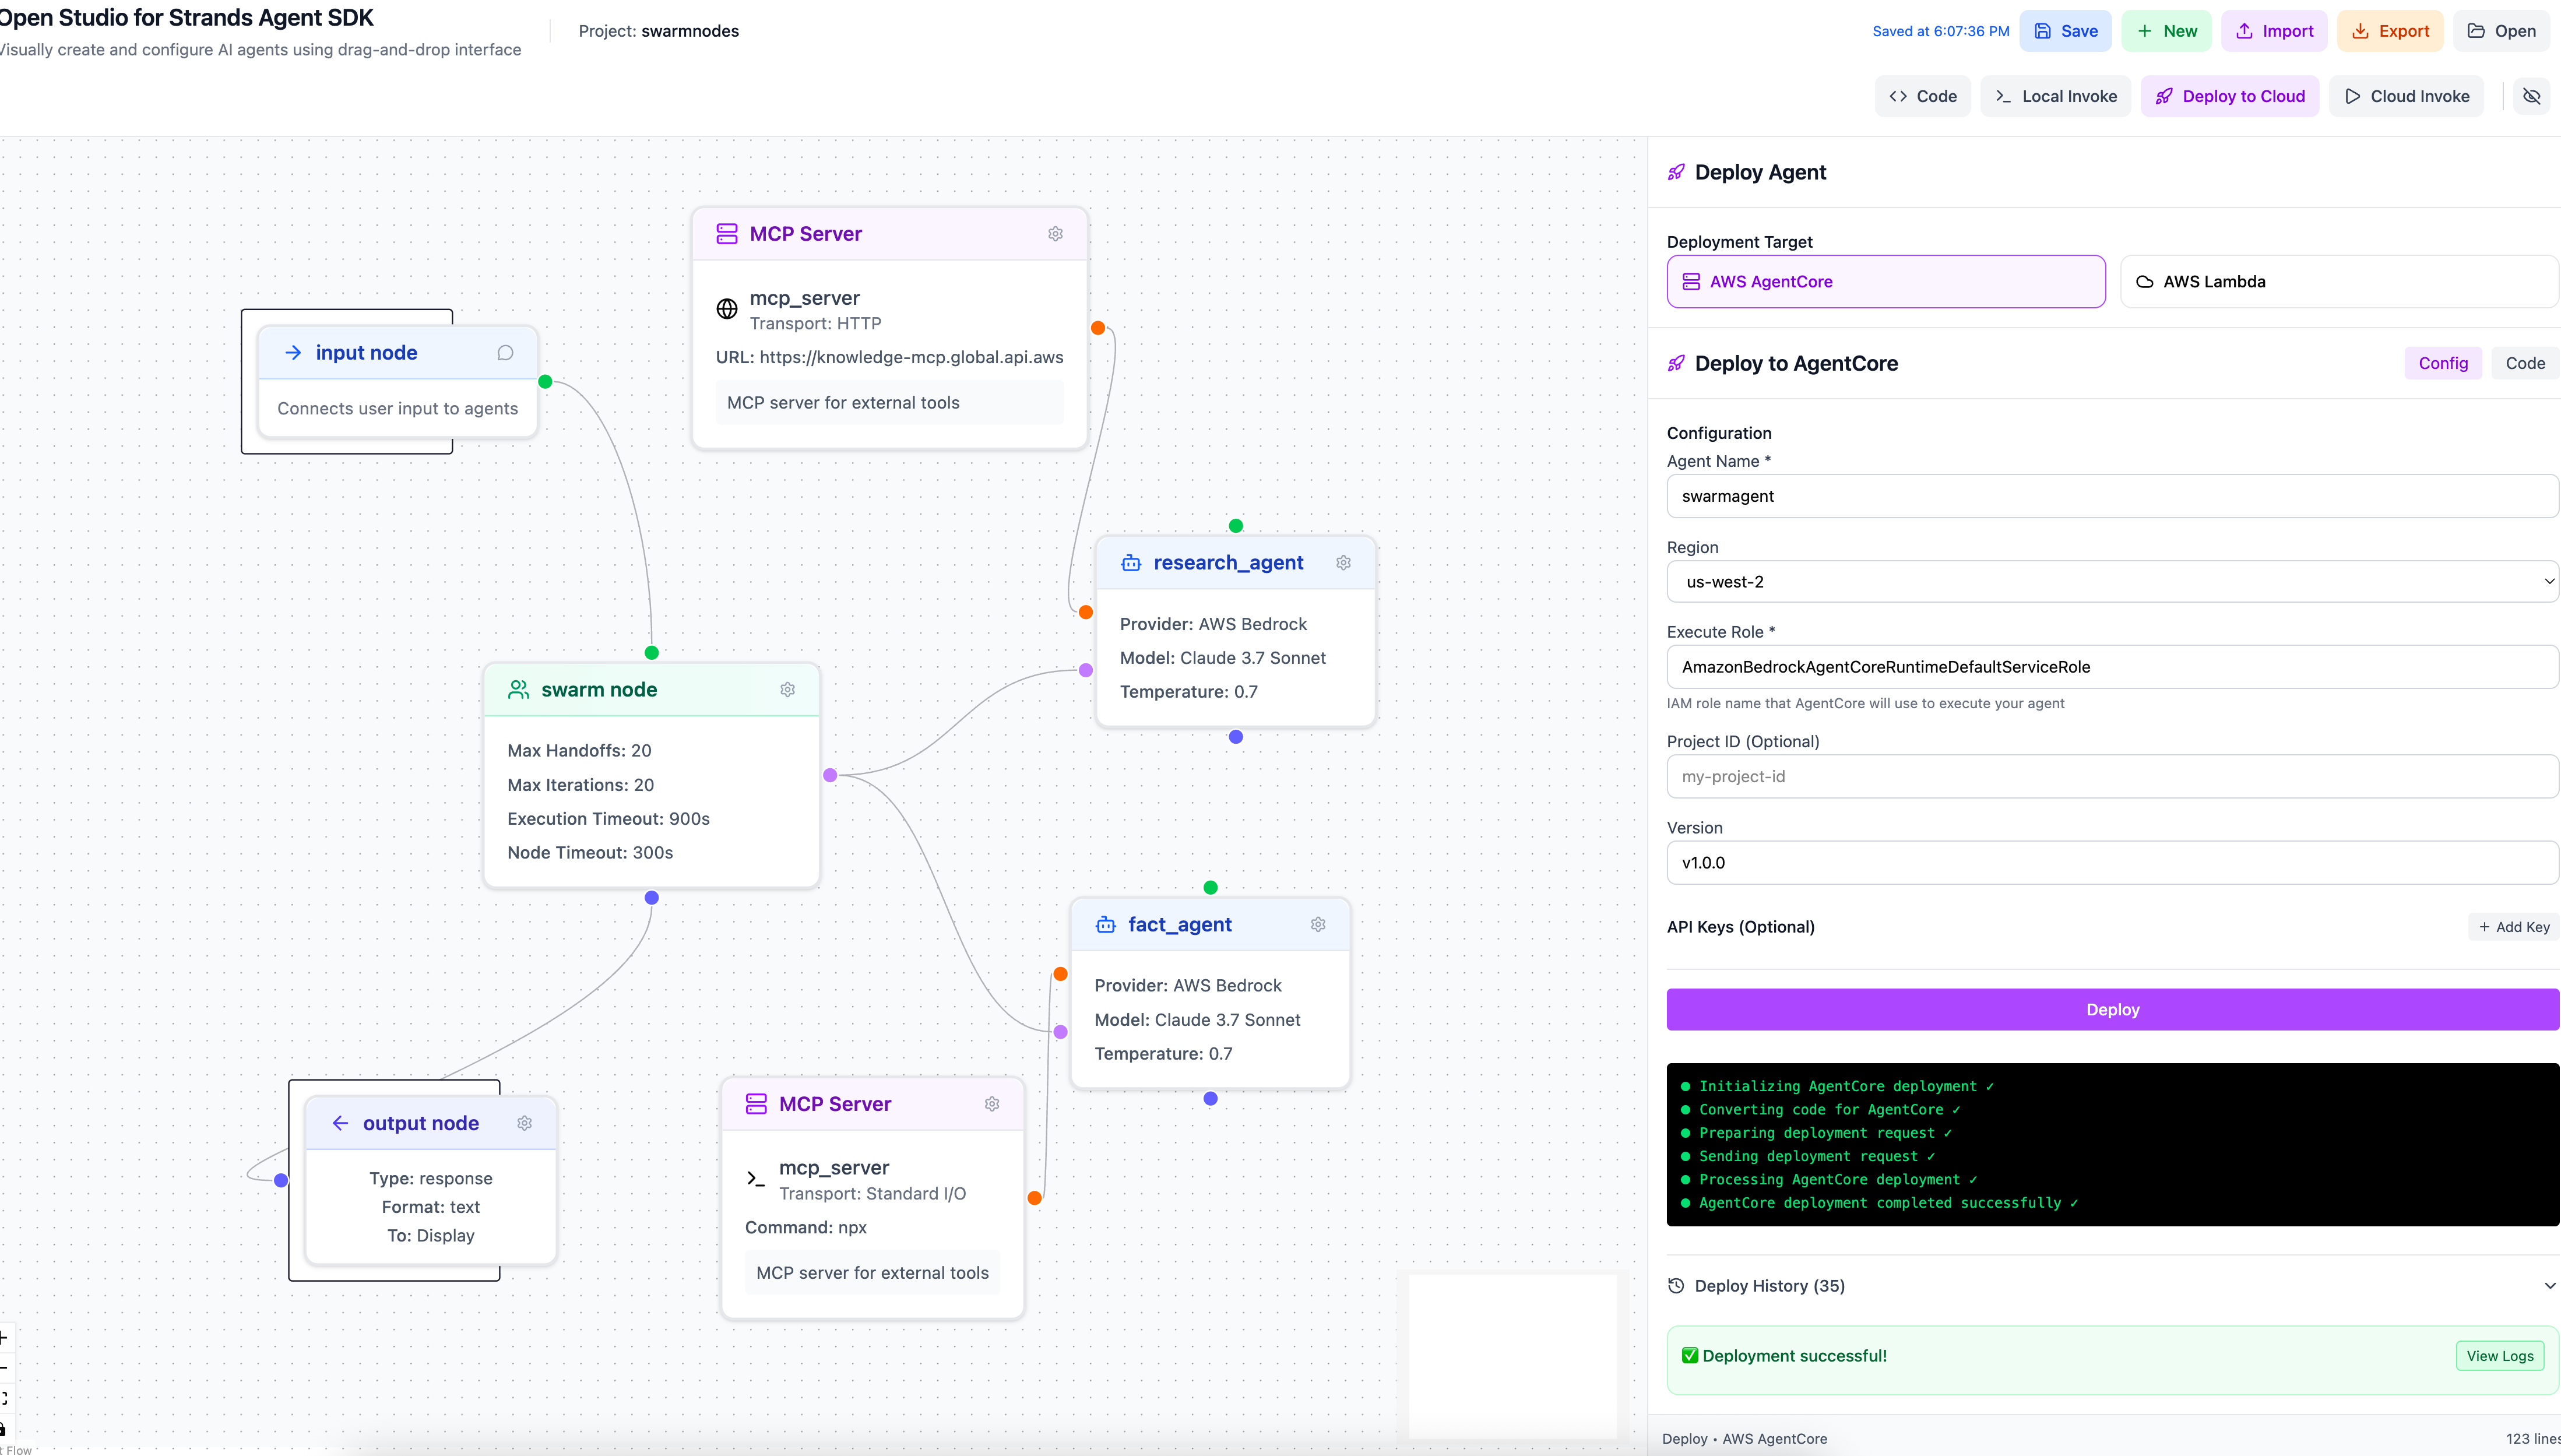 Open Studio for Strands Agent SDK
Visually create and configure AI agents using drag-and-drop interface
Project: swarmnodes
Saved at 6:07:36 PM
Save
New
Import
Export
Open
Code
Local Invoke
Deploy to Cloud
Cloud Invoke
input node
Connects user input to agents
MCP Server
mcp_server
Transport: HTTP
URL: https://knowledge-mcp.global.api.aws
MCP server for external tools
research_agent
Provider: AWS Bedrock
Model: Claude 3.7 Sonnet
Temperature: 0.7
swarm node
Max Handoffs: 20
Max Iterations: 20
Execution Timeout: 900s
Node Timeout: 300s
fact_agent
Provider: AWS Bedrock
Model: Claude 3.7 Sonnet
Temperature: 0.7
output node
Type: response
Format: text
To: Display
MCP Server
mcp_server
Transport: Standard I/O
Command: npx
MCP server for external tools
t Flow
Deploy Agent
Deployment Target
AWS AgentCore
AWS Lambda
Deploy to AgentCore
Config
Code
Configuration
Agent Name *
swarmagent
Region
us-west-2
Execute Role *
AmazonBedrockAgentCoreRuntimeDefaultServiceRole
IAM role name that AgentCore will use to execute your agent
Project ID (Optional)
my-project-id
Version
v1.0.0
API Keys (Optional)
+ Add Key
Deploy
Initializing AgentCore deployment ✓
Converting code for AgentCore ✓
Preparing deployment request ✓
Sending deployment request ✓
Processing AgentCore deployment ✓
AgentCore deployment completed successfully ✓
Deploy History (35)
✅ Deployment successful!
View Logs
Deploy • AWS AgentCore
123 lines